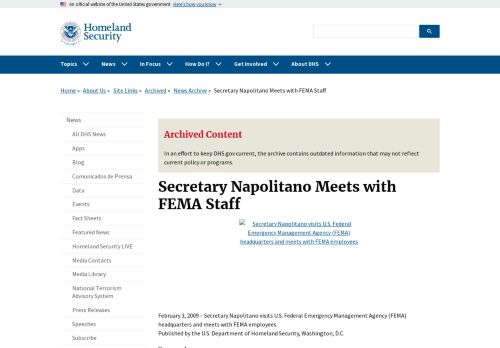 An official website of the United States government Here's how you know
Homeland
Security
Topics News In Focus How Do I? Get Involved About DHS
Home » About Us » Site Links » Archived » News Archive » Secretary Napolitano Meets with FEMA Staff
News
All DHS News
Apps
Blog
Comunicados de Prensa
Data
Events
Fact Sheets
Featured News
Homeland Security LIVE
Media Contacts
Media Library
National Terrorism
Advisory System
Press Releases
Speeches
Subscribe
Archived Content
In an effort to keep DHS.gov current, the archive contains outdated information that may not reflect
current policy or programs.
Secretary Napolitano Meets with
FEMA Staff
Secretary Napolitano visits U.S. Federal
Emergency Management Agency (FEMA)
headquarters and meets with FEMA employees
February 3, 2009 – Secretary Napolitano visits U.S. Federal Emergency Management Agency (FEMA)
headquarters and meets with FEMA employees.
Published by the U.S. Department of Homeland Security, Washington, D.C.